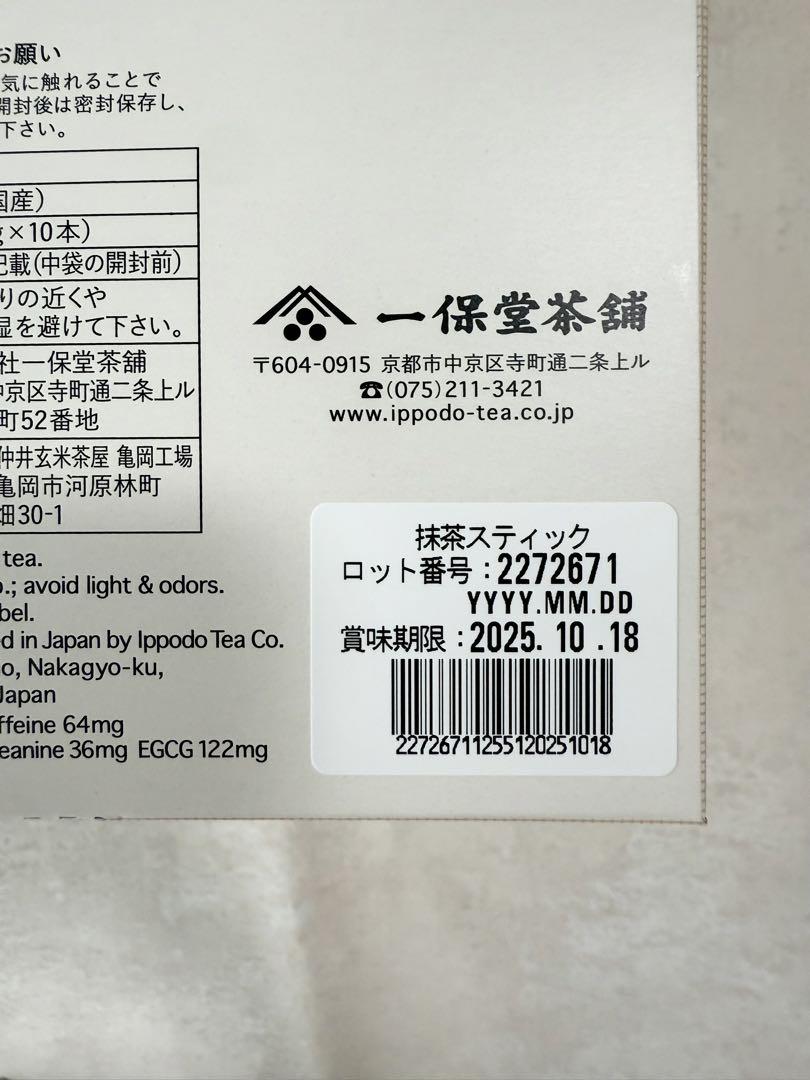 お願い
気に触れることで
開封後は密封保存し、
下さい。
国産)
g×10本)
記載(中袋の開封前)
りの近くや
湿を避けて下さい。
社一保堂茶舗
中京区寺町通二条上ル
町52番地
仲井玄米茶屋 亀岡工場
亀岡市河原林町
畑30-1
tea.
.; avoid light & odors.
bel.
ed in Japan by Ippodo Tea Co.
o, Nakagyo-ku,
Japan
ffeine 64mg
eanine 36mg EGCG 122mg
一保堂茶舗
〒604-0915 京都市中京区寺町通二条上ル
☎(075)211-3421
www.ippodo-tea.co.jp
抹茶スティック
ロット番号:2272671
YYYY.MM.DD
賞味期限:2025.10.18
22726711255120251018